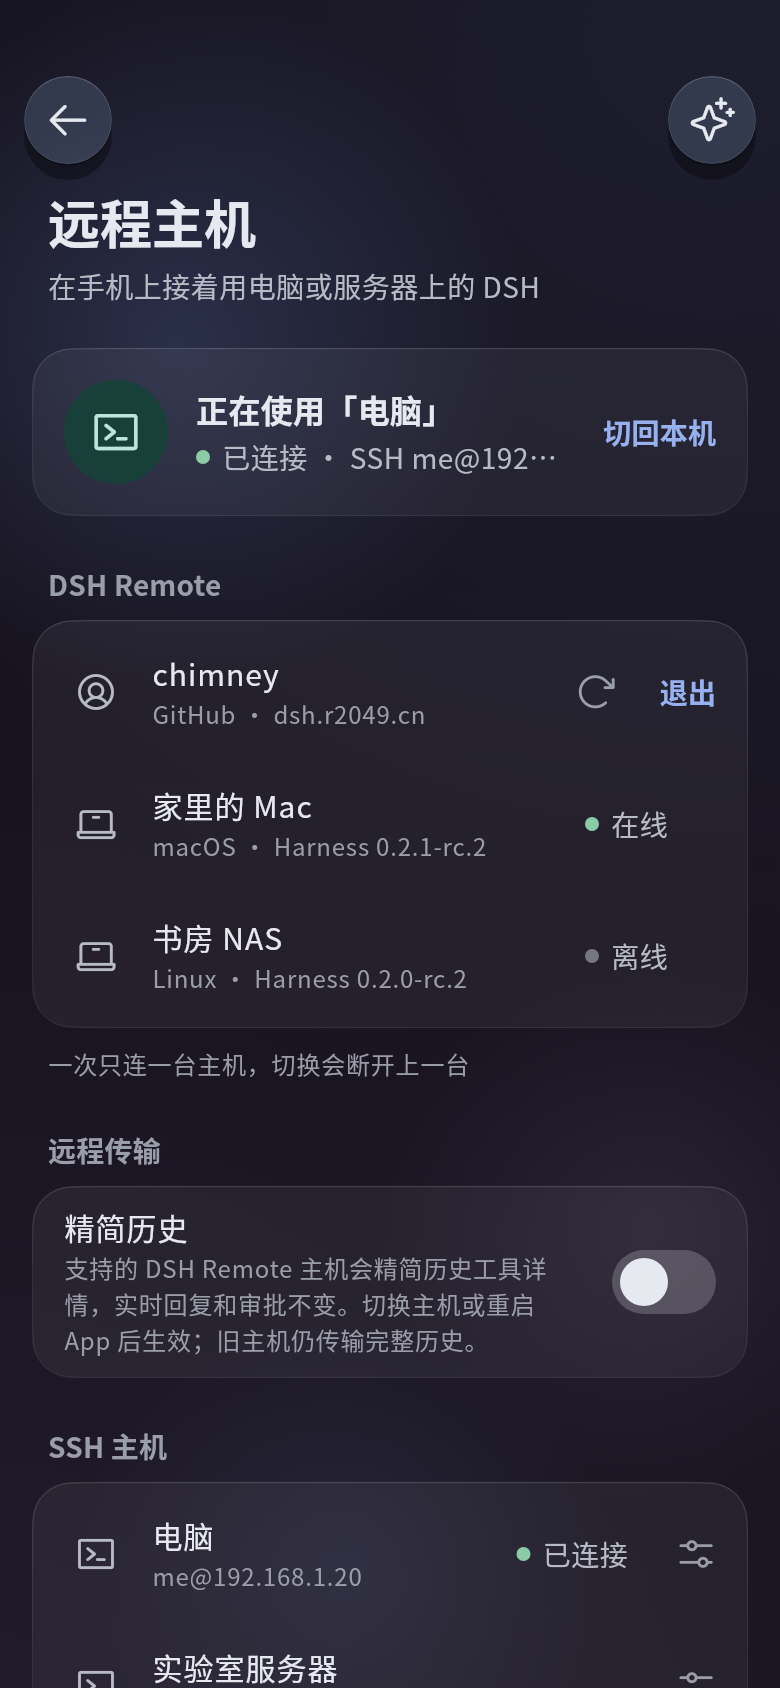 远程主机
在手机上接着用电脑或服务器上的 DSH
正在使用「电脑」
已连接 · SSH me@192…
切回本机
DSH Remote
chimney
GitHub · dsh.r2049.cn
退出
家里的 Mac
macOS · Harness 0.2.1-rc.2
在线
书房 NAS
Linux · Harness 0.2.0-rc.2
离线
一次只连一台主机，切换会断开上一台
远程传输
精简历史
支持的 DSH Remote 主机会精简历史工具详
情，实时回复和审批不变。切换主机或重启
App 后生效；旧主机仍传输完整历史。
SSH 主机
电脑
me@192.168.1.20
已连接
实验室服务器